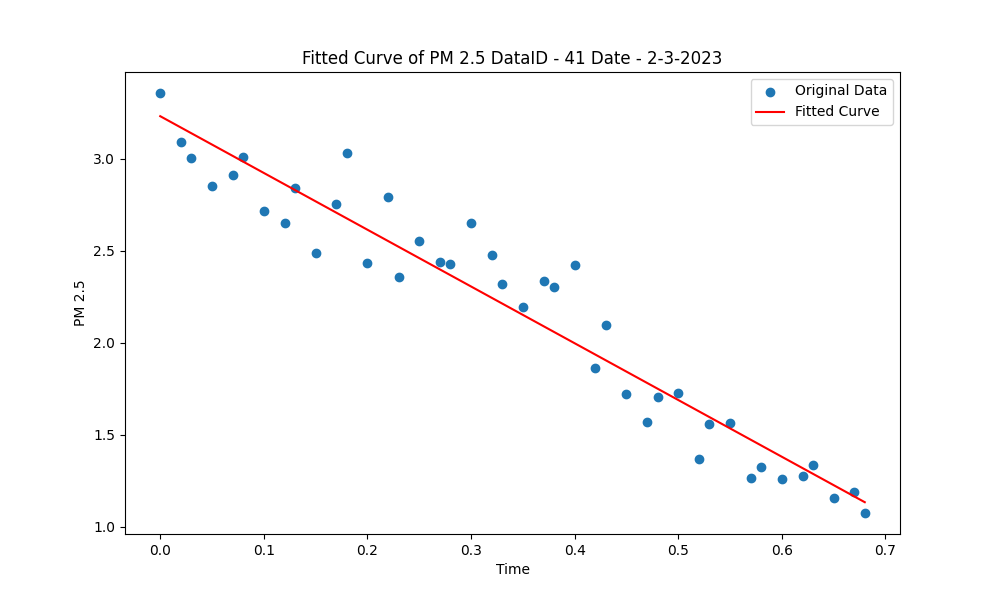 Fitted Curve of PM 2.5 DataID - 41 Date - 2-3-2023
Original Data
Fitted Curve
3.0
2.5
2.0
1.5
1.0
PM 2.5
0.0 0.1 0.2 0.3 0.4 0.5 0.6 0.7
Time